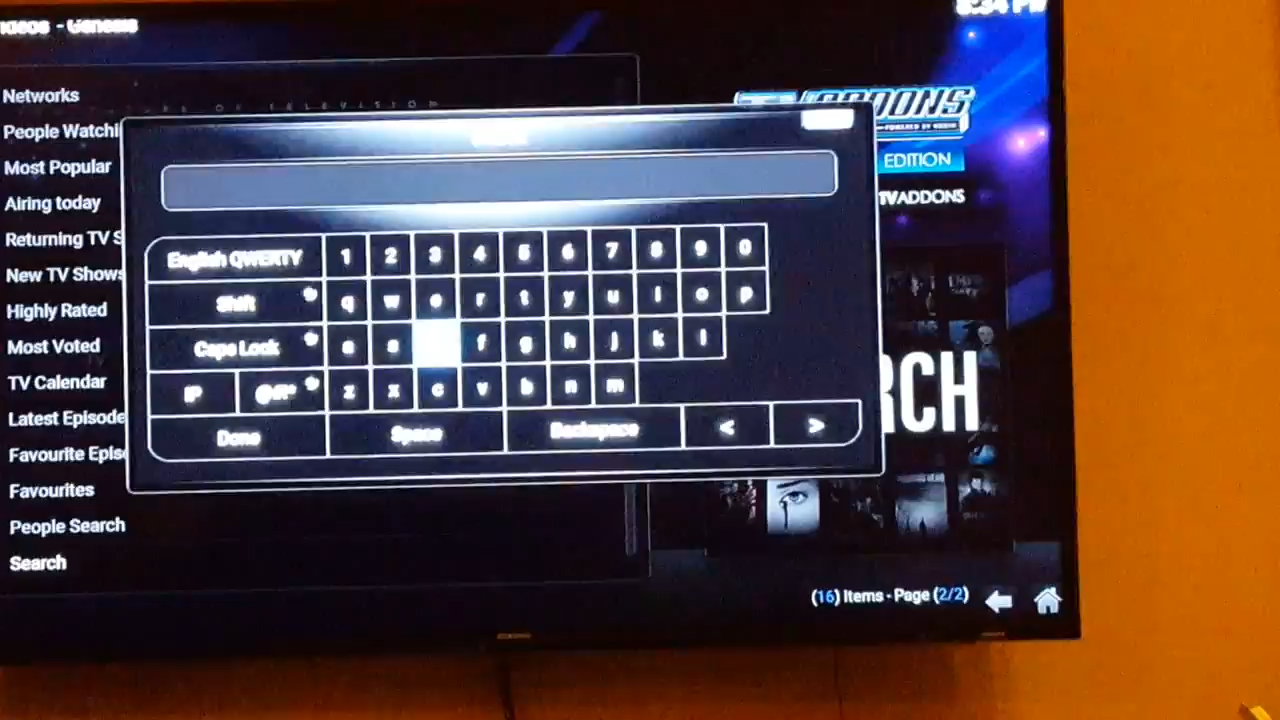 - Genesis
8:34 PM
Networks
People Watchi
Most Popular
Airing today
Returning TV S
New TV Shows
Highly Rated
Most Voted
TV Calendar
Latest Episode
Favourite Epis
Favourites
People Search
Search
ADDONS
EDITION
TVADDONS
English QWERTY 1 2 3 4 5 6 7 8 9 0
Shift q w e r t y u i o p
Caps Lock a s f g h j k l
IP z x c v b n m
Done Space Backspace < >
RCH
(16) Items - Page (2/2)